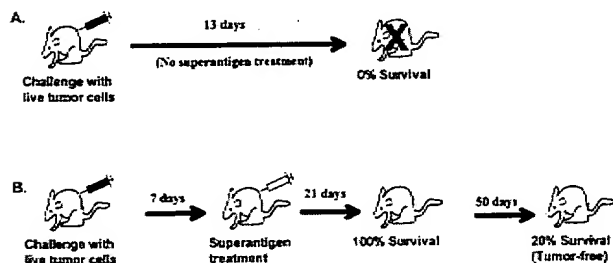 A.
13 days
(No superantigen treatment)
Challenge with
live tumor cells
0% Survival
B.
7 days
21 days
50 days
Challenge with
live tumor cells
Superantigen
treatment
100% Survival
20% Survival
(Tumor-free)